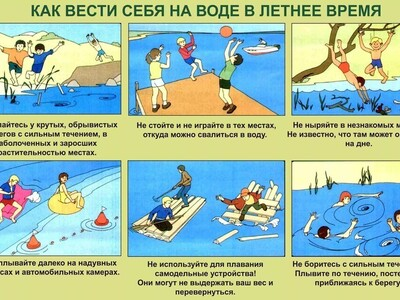 КАК ВЕСТИ СЕБЯ НА ВОДЕ В ЛЕТНЕЕ ВРЕМЯ
пайтесь у крутых, обрывистых
егов с сильным течением, в
аболоченных и заросших
растительностью местах.
Не стойте и не играйте в тех местах,
откуда можно свалиться в воду.
Не ныряйте в незнакомых м
Не известно, что там может о
на дне.
плывайте далеко на надувных
сах и автомобильных камерах.
Не используйте для плавания
самодельные устройства!
Они могут не выдержать ваш вес и
перевернуться.
Не боритесь с сильным тече
Плывите по течению, посте
приближаясь к берегу